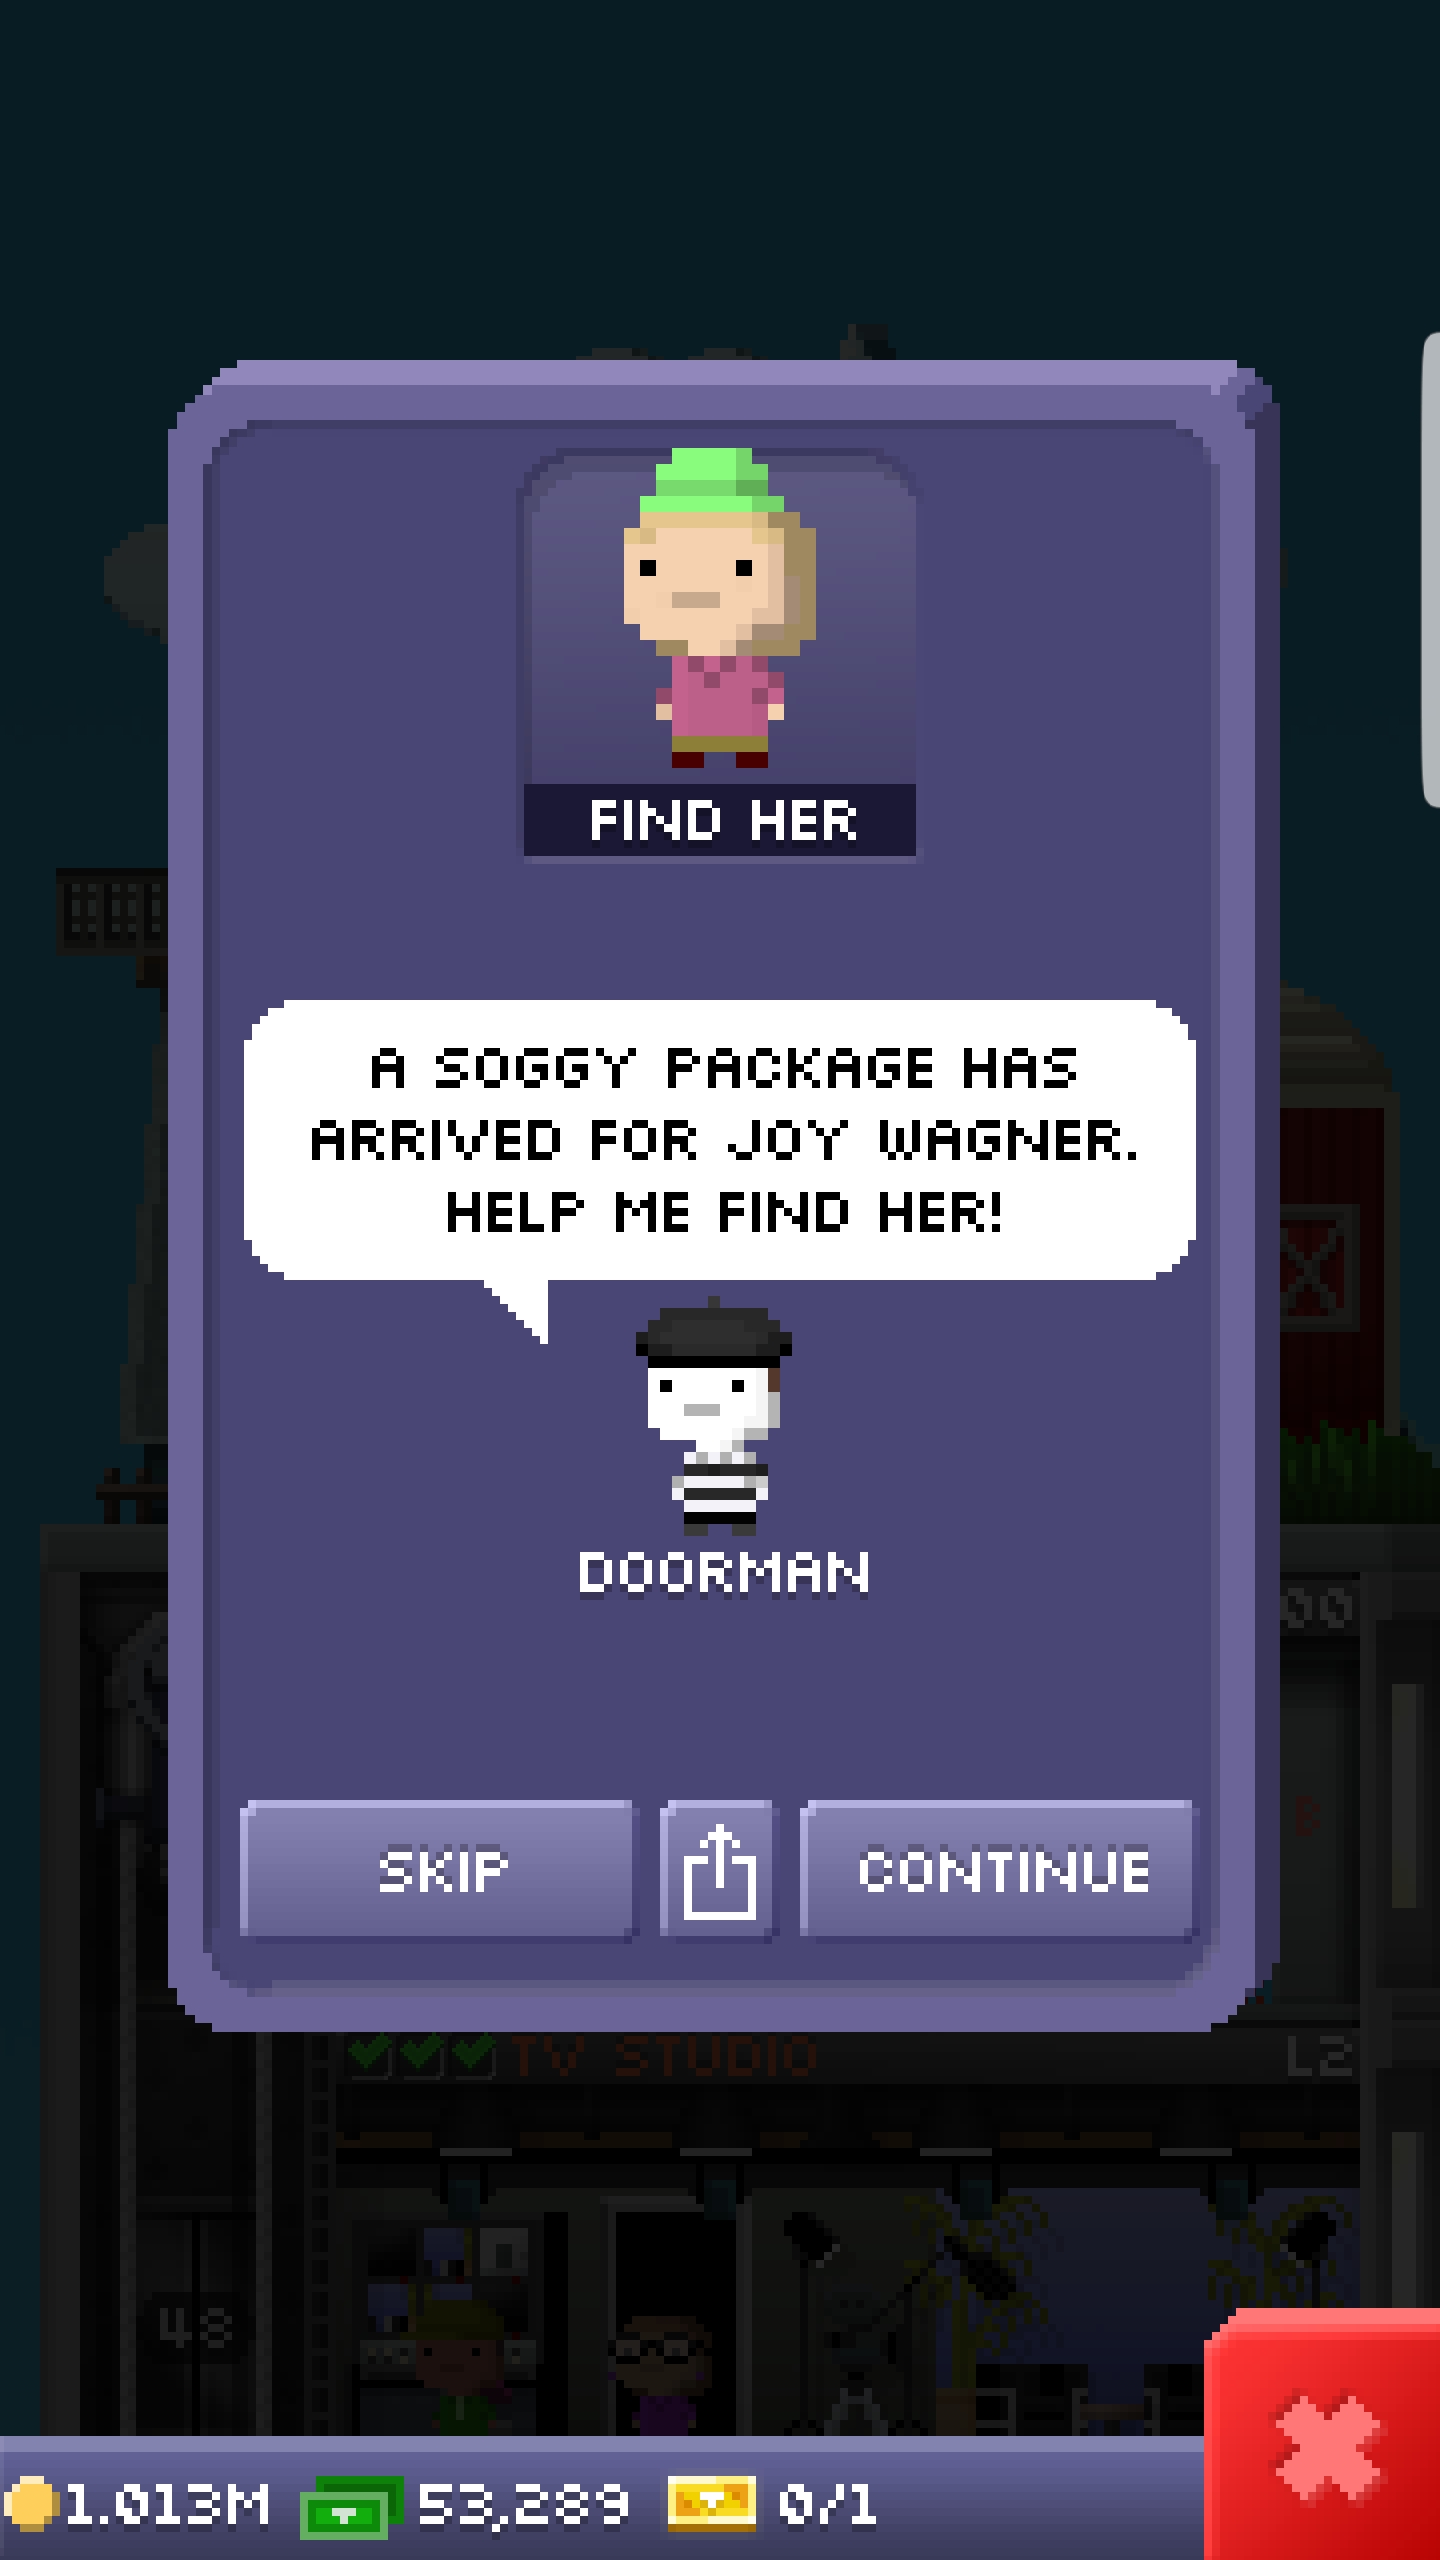 FIND HER
A SOGGY PACKAGE HAS
ARRIVED FOR JOY WAGNER.
HELP ME FIND HER!
DOORMAN
00
B
SKIP
CONTINUE
TV STUDIO
L2
48
1.013M
53,289
0/1